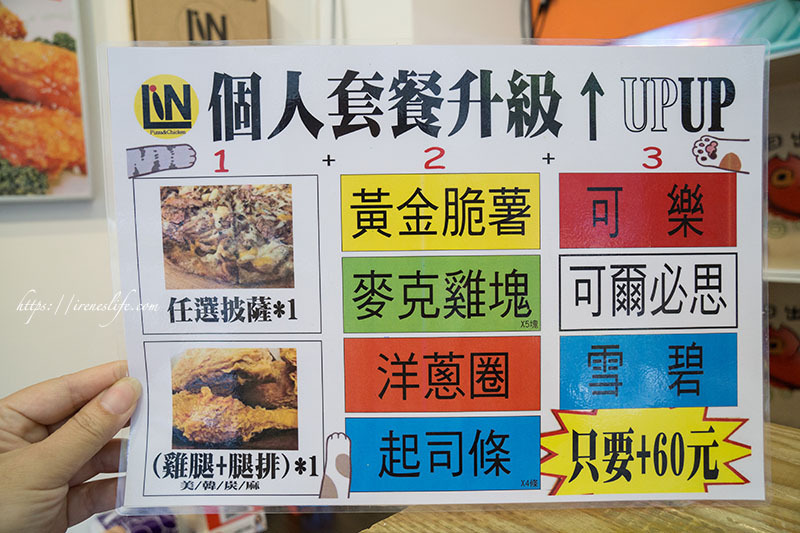 LiN
Pizza&Chicken
個人套餐升級↑UPUP
1 + 2 + 3
任選披薩*1
(雞腿+腿排)*1
美/韓/炭/麻
黃金脆薯
麥克雞塊
X5塊
洋蔥圈
起司條
X4條
可樂
可爾必思
雪碧
只要+60元
https://ireneslife.com